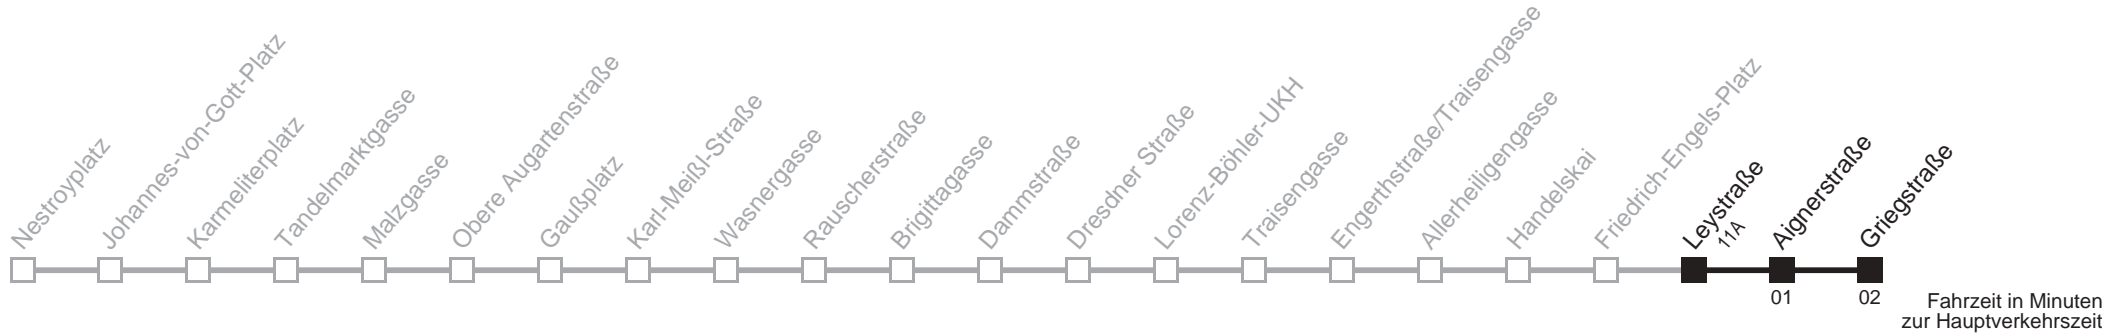 Nestroyplatz
Johannes-von-Gott-Platz
Karmeliterplatz
Tandelmarktgasse
Malzgasse
Obere Augartenstraße
Gaußplatz
Karl-Meißl-Straße
Wasnergasse
Rauscherstraße
Brigittagasse
Dammstraße
Dresdner Straße
Lorenz-Böhler-UKH
Traisengasse
Engerthstraße/Traisengasse
Allerheiligengasse
Handelskai
Friedrich-Engels-Platz
Leystraße
11A
Aignerstraße
Griegstraße
01
02
Fahrzeit in Minuten
zur Hauptverkehrszeit